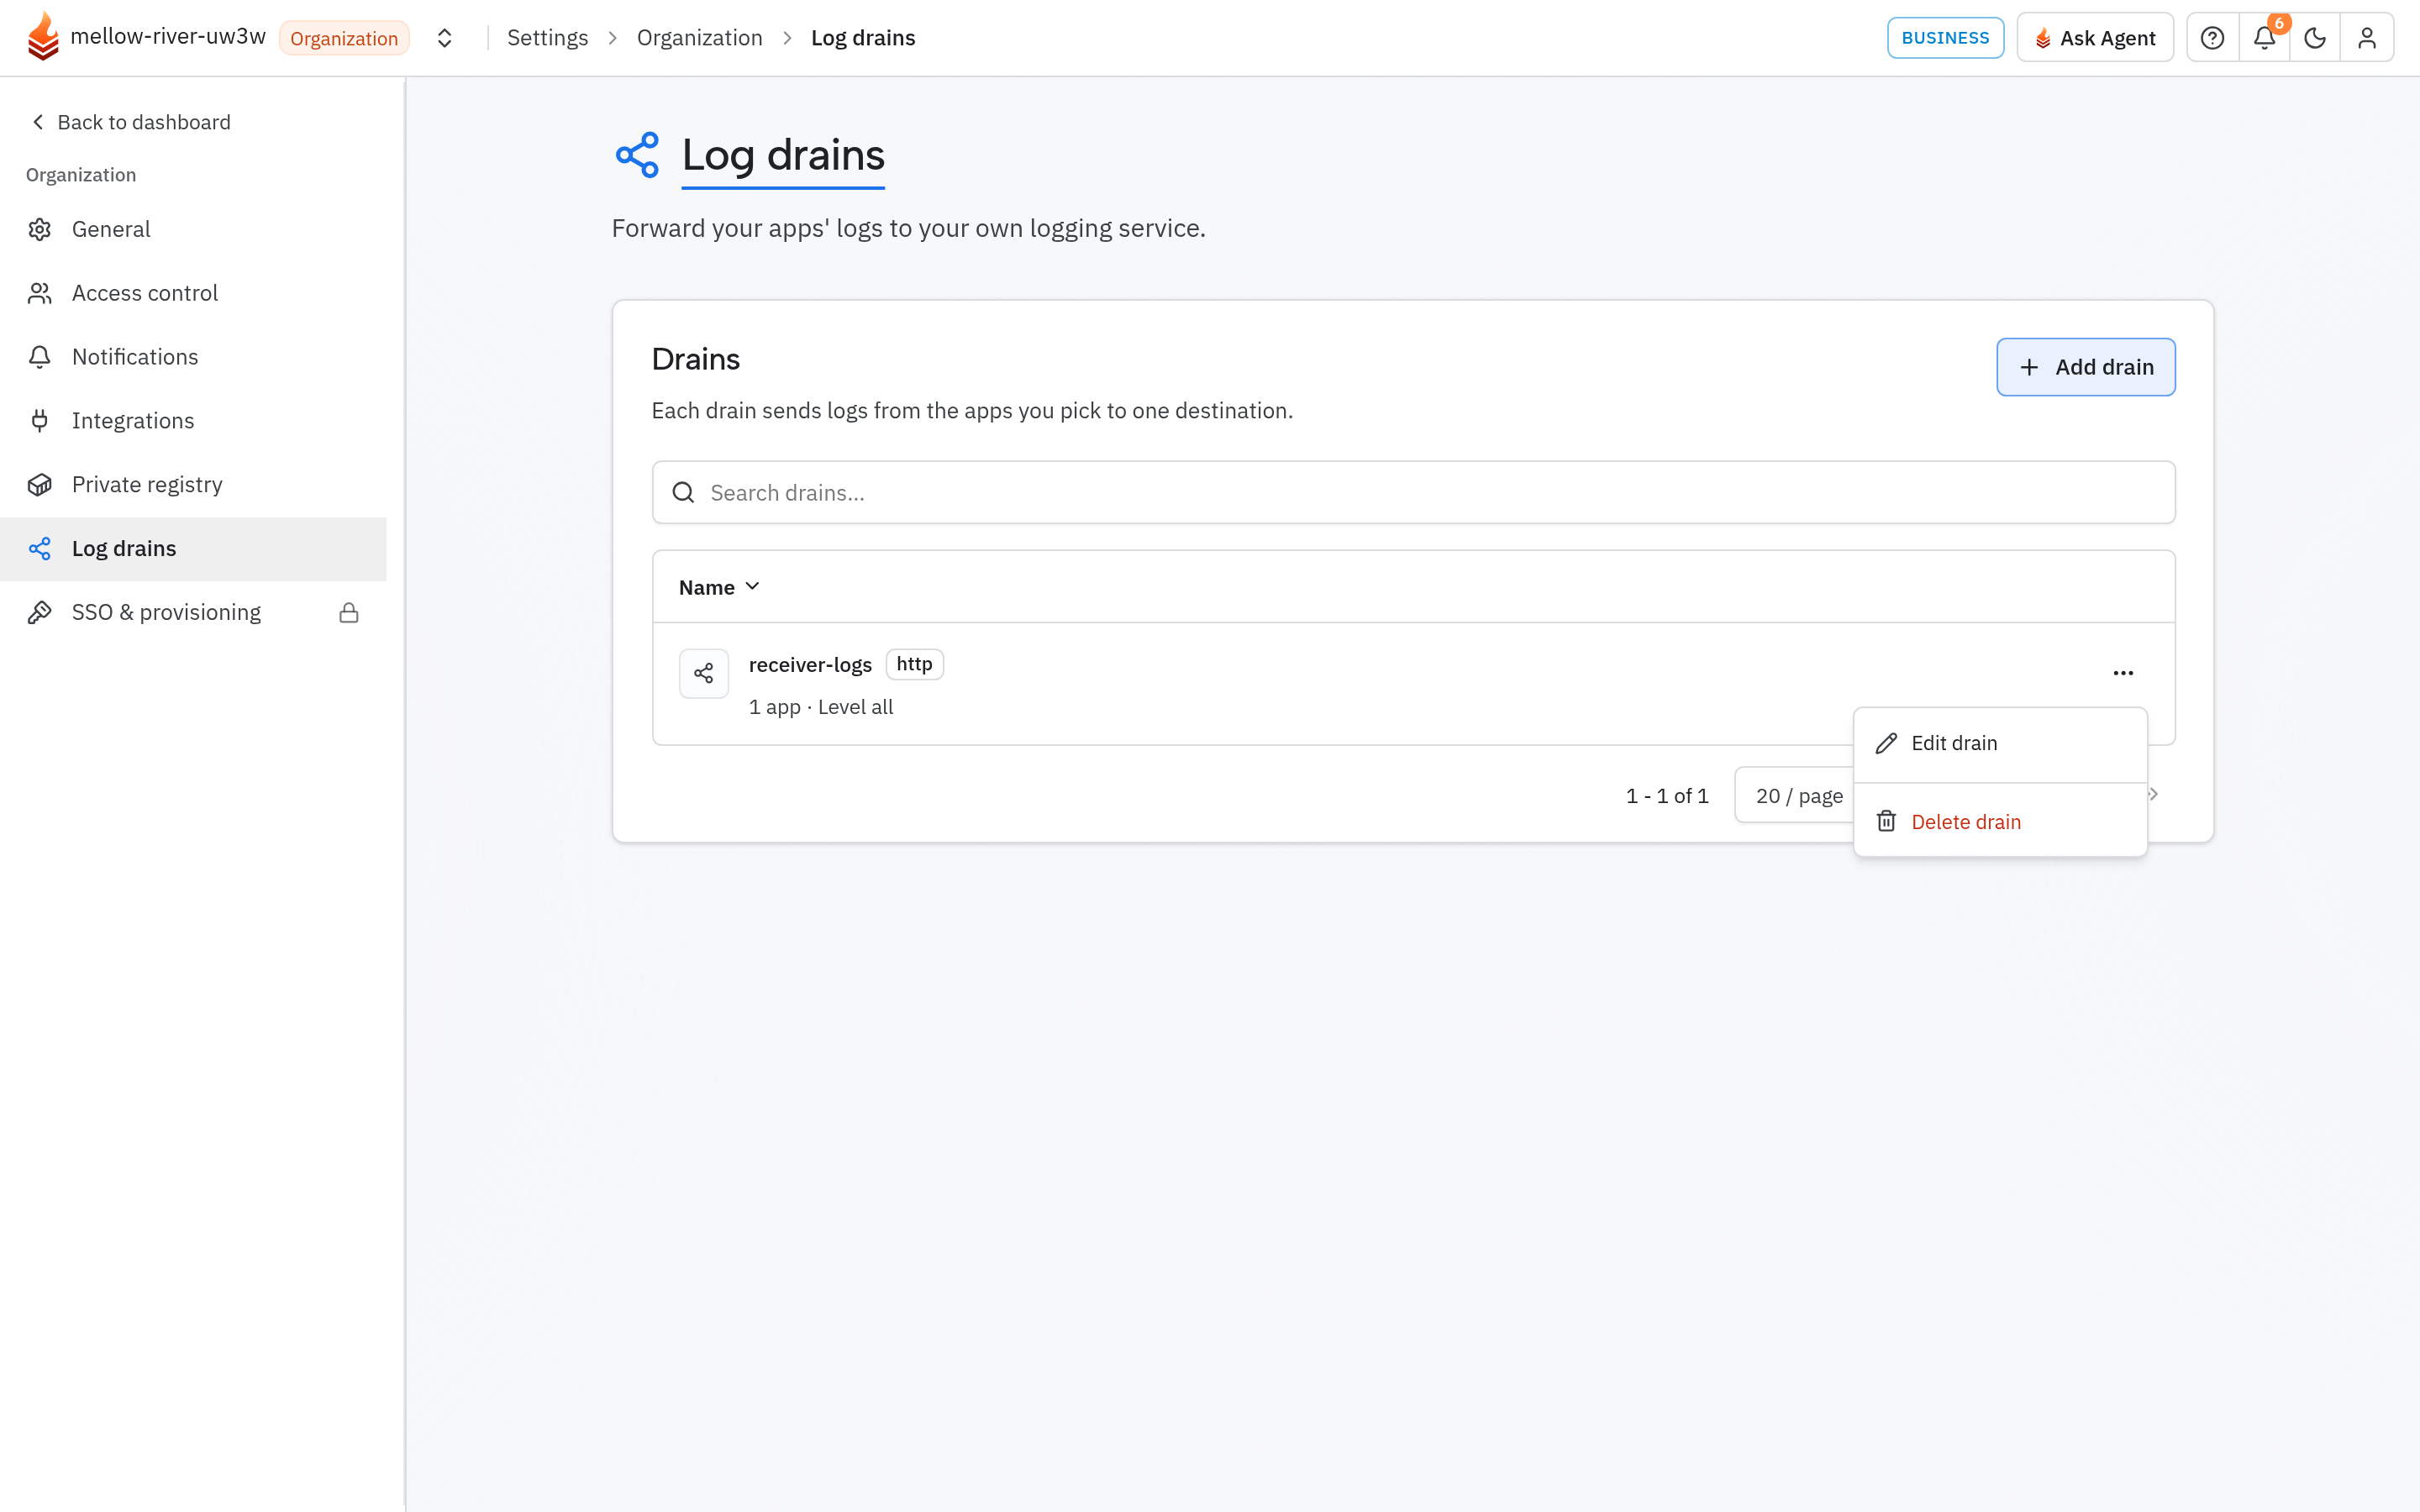 mellow-river-uw3w Organization Settings Organization Log drains BUSINESS Ask Agent 6
Back to dashboard
Organization
General
Access control
Notifications
Integrations
Private registry
Log drains
SSO & provisioning
Log drains
Forward your apps' logs to your own logging service.
Drains
Add drain
Each drain sends logs from the apps you pick to one destination.
Search drains...
Name
receiver-logs http
1 app · Level all
Edit drain
1 - 1 of 1 20 / page
Delete drain